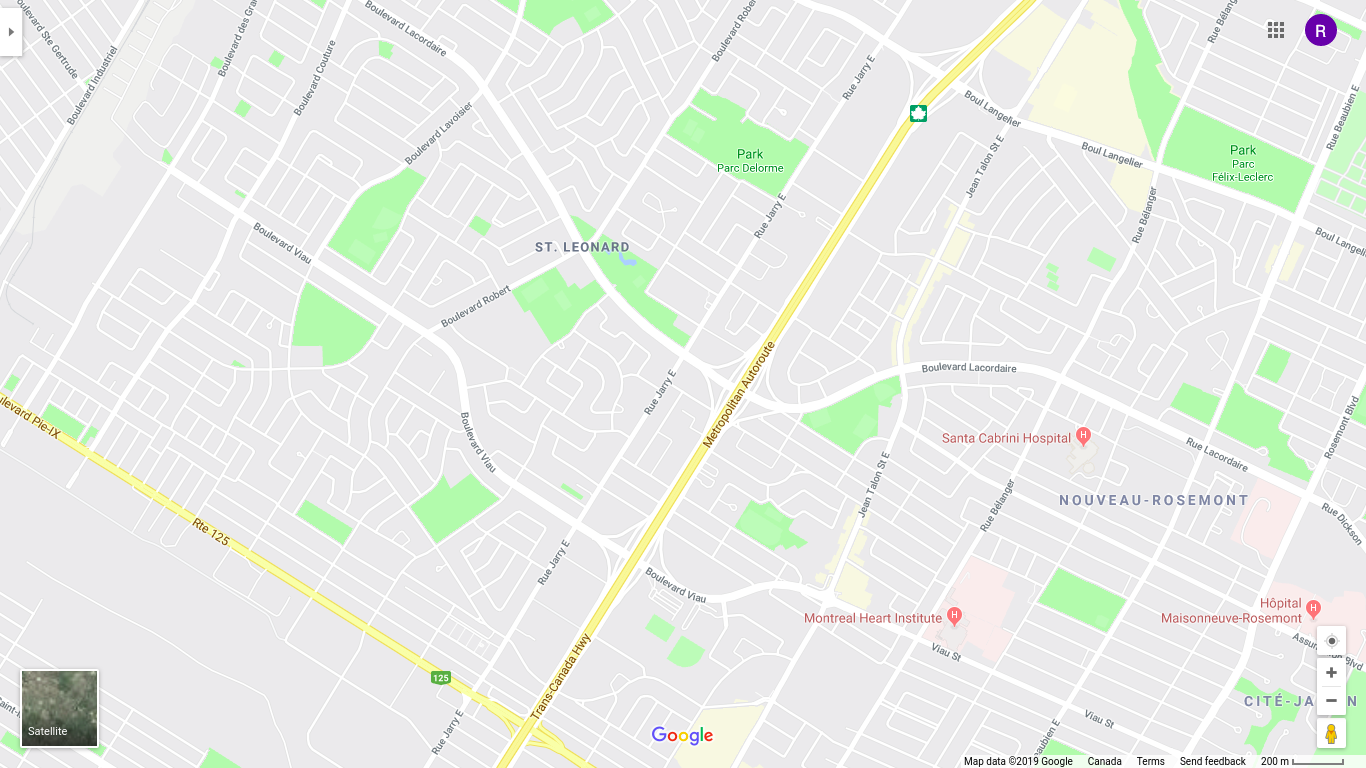 Boulevard Lacordaire
Boulevard Robert
Rue Bélanger
R
Boulevard Ste Gertrude
Boulevard Industriel
Boulevard des Gra
Boulevard Couture
Rue Jarry E
Boul Langelier
Rue Beaubien E
Boulevard Lavoisier
Boul Langelier
Park
Parc Delorme
Jean Talon St E
Park
Parc
Félix-Leclerc
Rue Jarry E
Rue Bélanger
Boulevard Viau
ST. LEONARD
Boul Langelie
Boulevard Robert
Metropolitan Autoroute
Boulevard Lacordaire
Rue Jarry E
ulevard Pie-IX
Boulevard Viau
Santa Cabrini Hospital
H
Rue Lacordaire
Rosemont Blvd
Jean Talon St E
NOUVEAU-ROSEMONT
Rue Bélanger
Rue Dickson
Rte 125
Rue Jarry E
Boulevard Viau
Montreal Heart Institute
H
Hôpital
Maisonneuve-Rosemont
H
Viau St
Trans-Canada Hwy
125
CITÉ-JA
N
Viau St
Rue Jarry E
eaubien E
Satellite
Google
Map data ©2019 Google
Canada
Terms
Send feedback
200 m